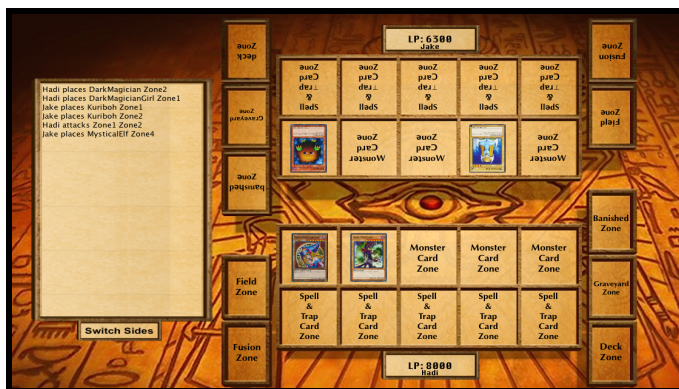 Hadi places DarkMagician Zone2
Hadi places DarkMagicianGirl Zone1
Jake places Kuriboh Zone1
Jake places Kuriboh Zone2
Hadi attacks Zone1 Zone2
Jake places MysticalElf Zone4
Switch Sides
deck
Zone
Graveyard
Zone
banished
Zone
LP: 6300
Jake
Spell
&
Trap
Card
Zone
Spell
&
Trap
Card
Zone
Spell
&
Trap
Card
Zone
Spell
&
Trap
Card
Zone
Spell
&
Trap
Card
Zone
Monster
Card
Zone
Monster
Card
Zone
Monster
Card
Zone
Fusion
Zone
Field
Zone
Banished
Zone
Graveyard
Zone
Deck
Zone
Field
Zone
Fusion
Zone
Monster
Card
Zone
Monster
Card
Zone
Monster
Card
Zone
Spell
&
Trap
Card
Zone
Spell
&
Trap
Card
Zone
Spell
&
Trap
Card
Zone
Spell
&
Trap
Card
Zone
Spell
&
Trap
Card
Zone
LP: 8000
Hadi